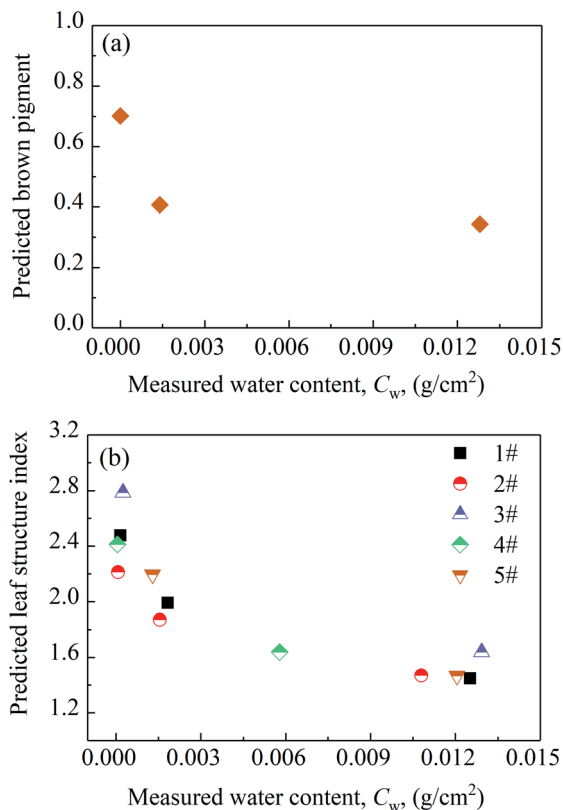 (a)
1.0
0.8
0.6
0.4
0.2
0.0
Predicted brown pigment
0.000 0.003 0.006 0.009 0.012 0.015
Measured water content, Cw, (g/cm²)
(b)
3.2
2.8
2.4
2.0
1.6
1.2
Predicted leaf structure index
1#
2#
3#
4#
5#
0.000 0.003 0.006 0.009 0.012 0.015
Measured water content, Cw, (g/cm²)